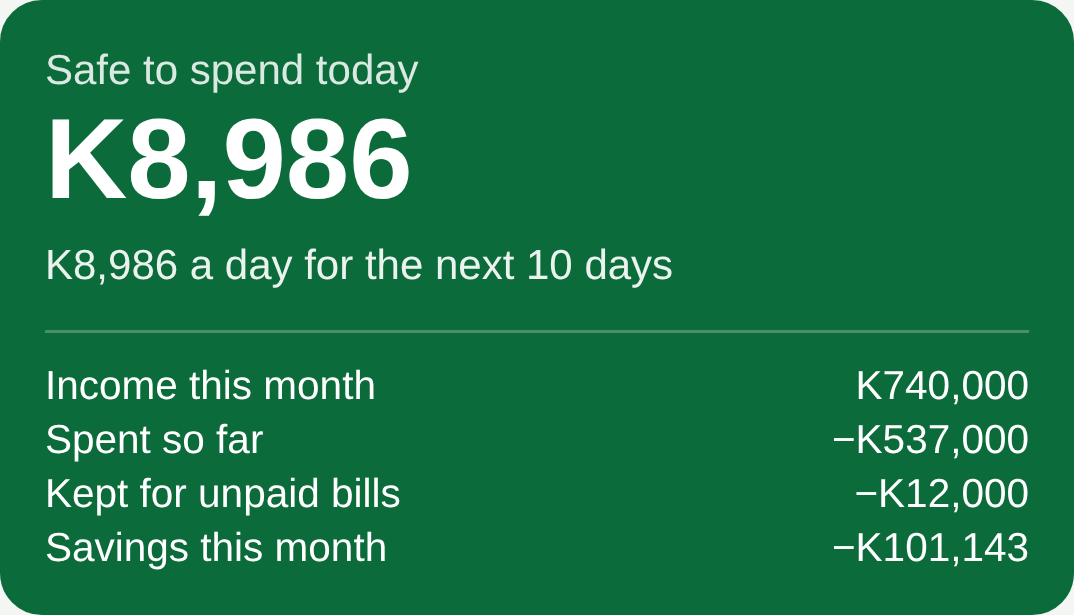 Safe to spend today
K8,986
K8,986 a day for the next 10 days
Income this month K740,000
Spent so far −K537,000
Kept for unpaid bills −K12,000
Savings this month −K101,143